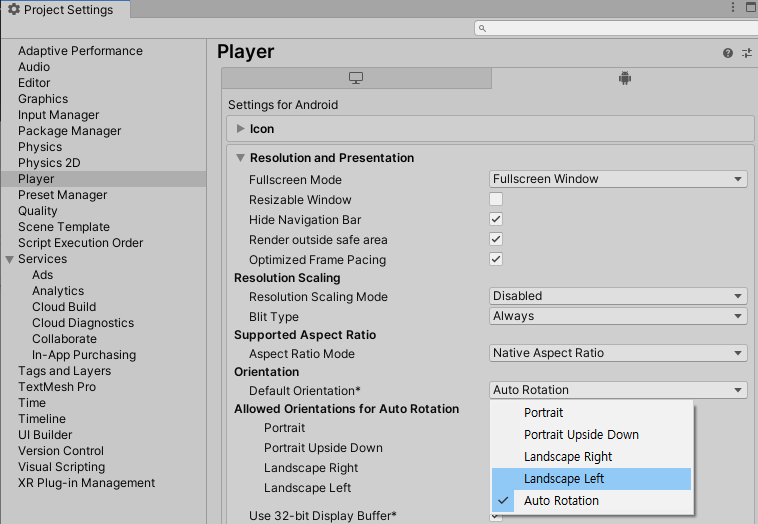 Project Settings
Adaptive Performance
Audio
Editor
Graphics
Input Manager
Package Manager
Physics
Physics 2D
Player
Preset Manager
Quality
Scene Template
Script Execution Order
Services
Ads
Analytics
Cloud Build
Cloud Diagnostics
Collaborate
In-App Purchasing
Tags and Layers
TextMesh Pro
Time
Timeline
UI Builder
Version Control
Visual Scripting
XR Plug-in Management
Player
Settings for Android
Icon
Resolution and Presentation
Fullscreen Mode Fullscreen Window
Resizable Window
Hide Navigation Bar
Render outside safe area
Optimized Frame Pacing
Resolution Scaling
Resolution Scaling Mode Disabled
Blit Type Always
Supported Aspect Ratio
Aspect Ratio Mode Native Aspect Ratio
Orientation
Default Orientation* Auto Rotation
Allowed Orientations for Auto Rotation
Portrait
Portrait Upside Down
Landscape Right
Landscape Left
Use 32-bit Display Buffer*
Portrait
Portrait Upside Down
Landscape Right
Landscape Left
Auto Rotation